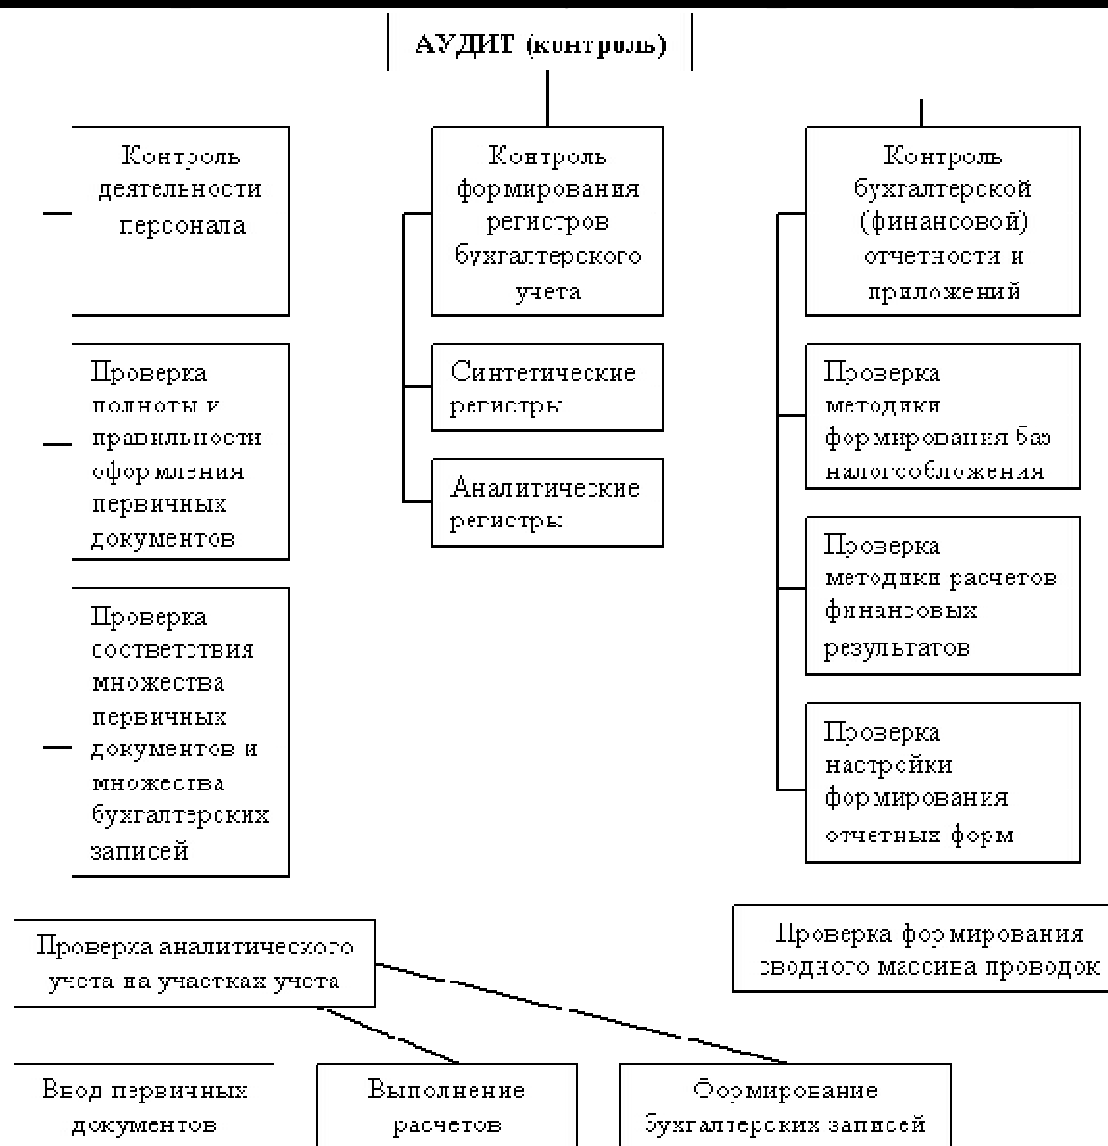 АУДИТ (контроль)
Контроль
деятельности
персонала
Контроль
формирования
регистров
бухгалтерского
учета
Контроль
бухгалтерской
(финансовой)
отчетности и
приложений
Проверка
полноты и
правильности
оформления
первичных
документов
Синтетические
регистры
Аналитические
регистры
Проверка
методики
формирования баз
налогообложения
Проверка
методики расчетов
финансовых
результатов
Проверка
соответствия
множества
первичных
документов и
множества
бухгалтерских
записей
Проверка
настройки
формирования
отчетных форм
Проверка аналитического
учета на участках учета
Проверка формирования
сводного массива проводок
Ввод первичных
документов
Выполнение
расчетов
Формирование
бухгалтерских записей